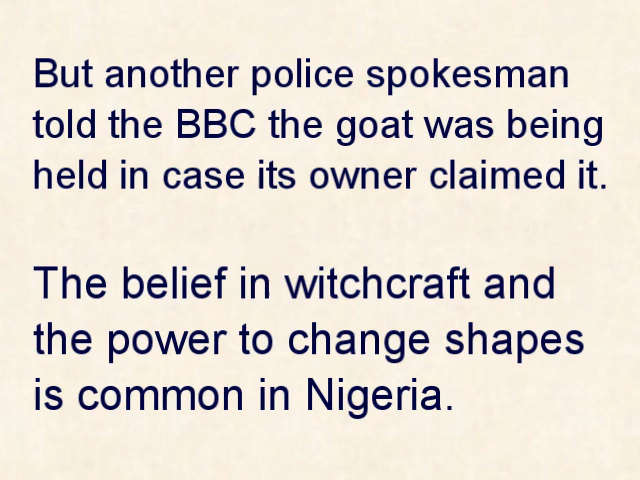 But another police spokesman
told the BBC the goat was being
held in case its owner claimed it.
The belief in witchcraft and
the power to change shapes
is common in Nigeria.